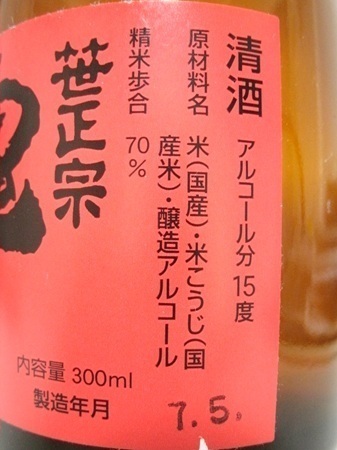 清酒
アルコール分 15度
原材料名 米(国産)・米こうじ(国
産米)・醸造アルコール
精米歩合 70%
笹正宗
内容量 300ml
製造年月 7.5.